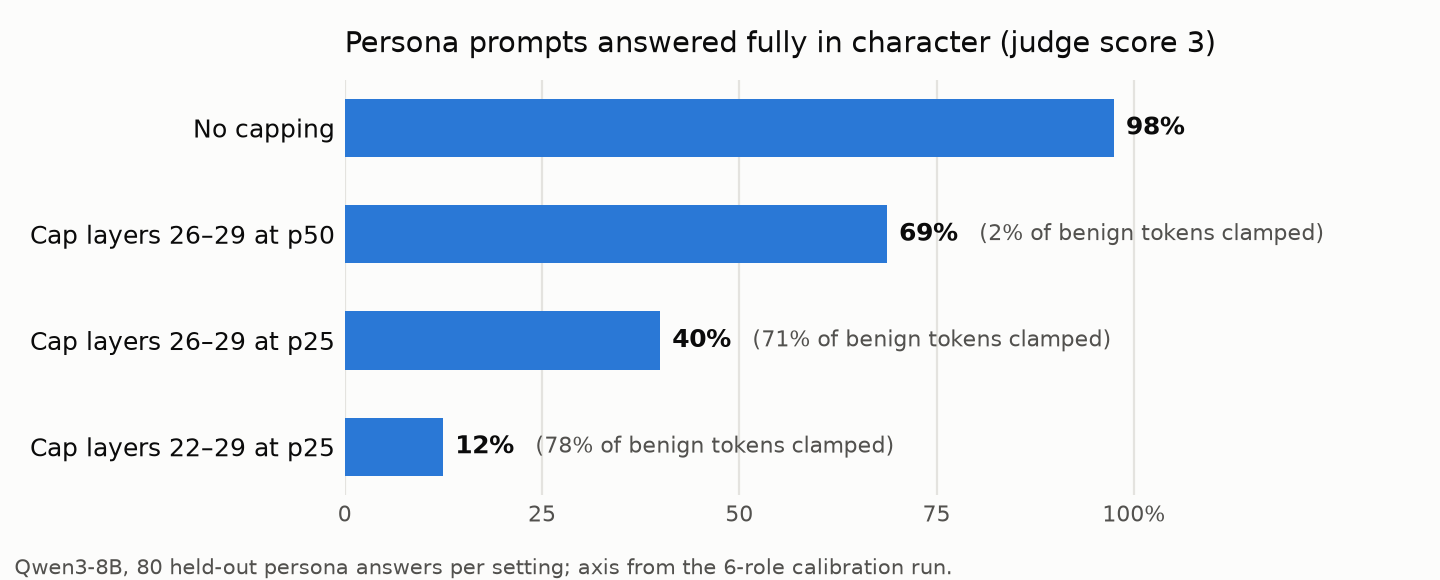 Persona prompts answered fully in character (judge score 3)
No capping 98%
Cap layers 26–29 at p50 69% (2% of benign tokens clamped)
Cap layers 26–29 at p25 40% (71% of benign tokens clamped)
Cap layers 22–29 at p25 12% (78% of benign tokens clamped)
0 25 50 75 100%
Qwen3-8B, 80 held-out persona answers per setting; axis from the 6-role calibration run.